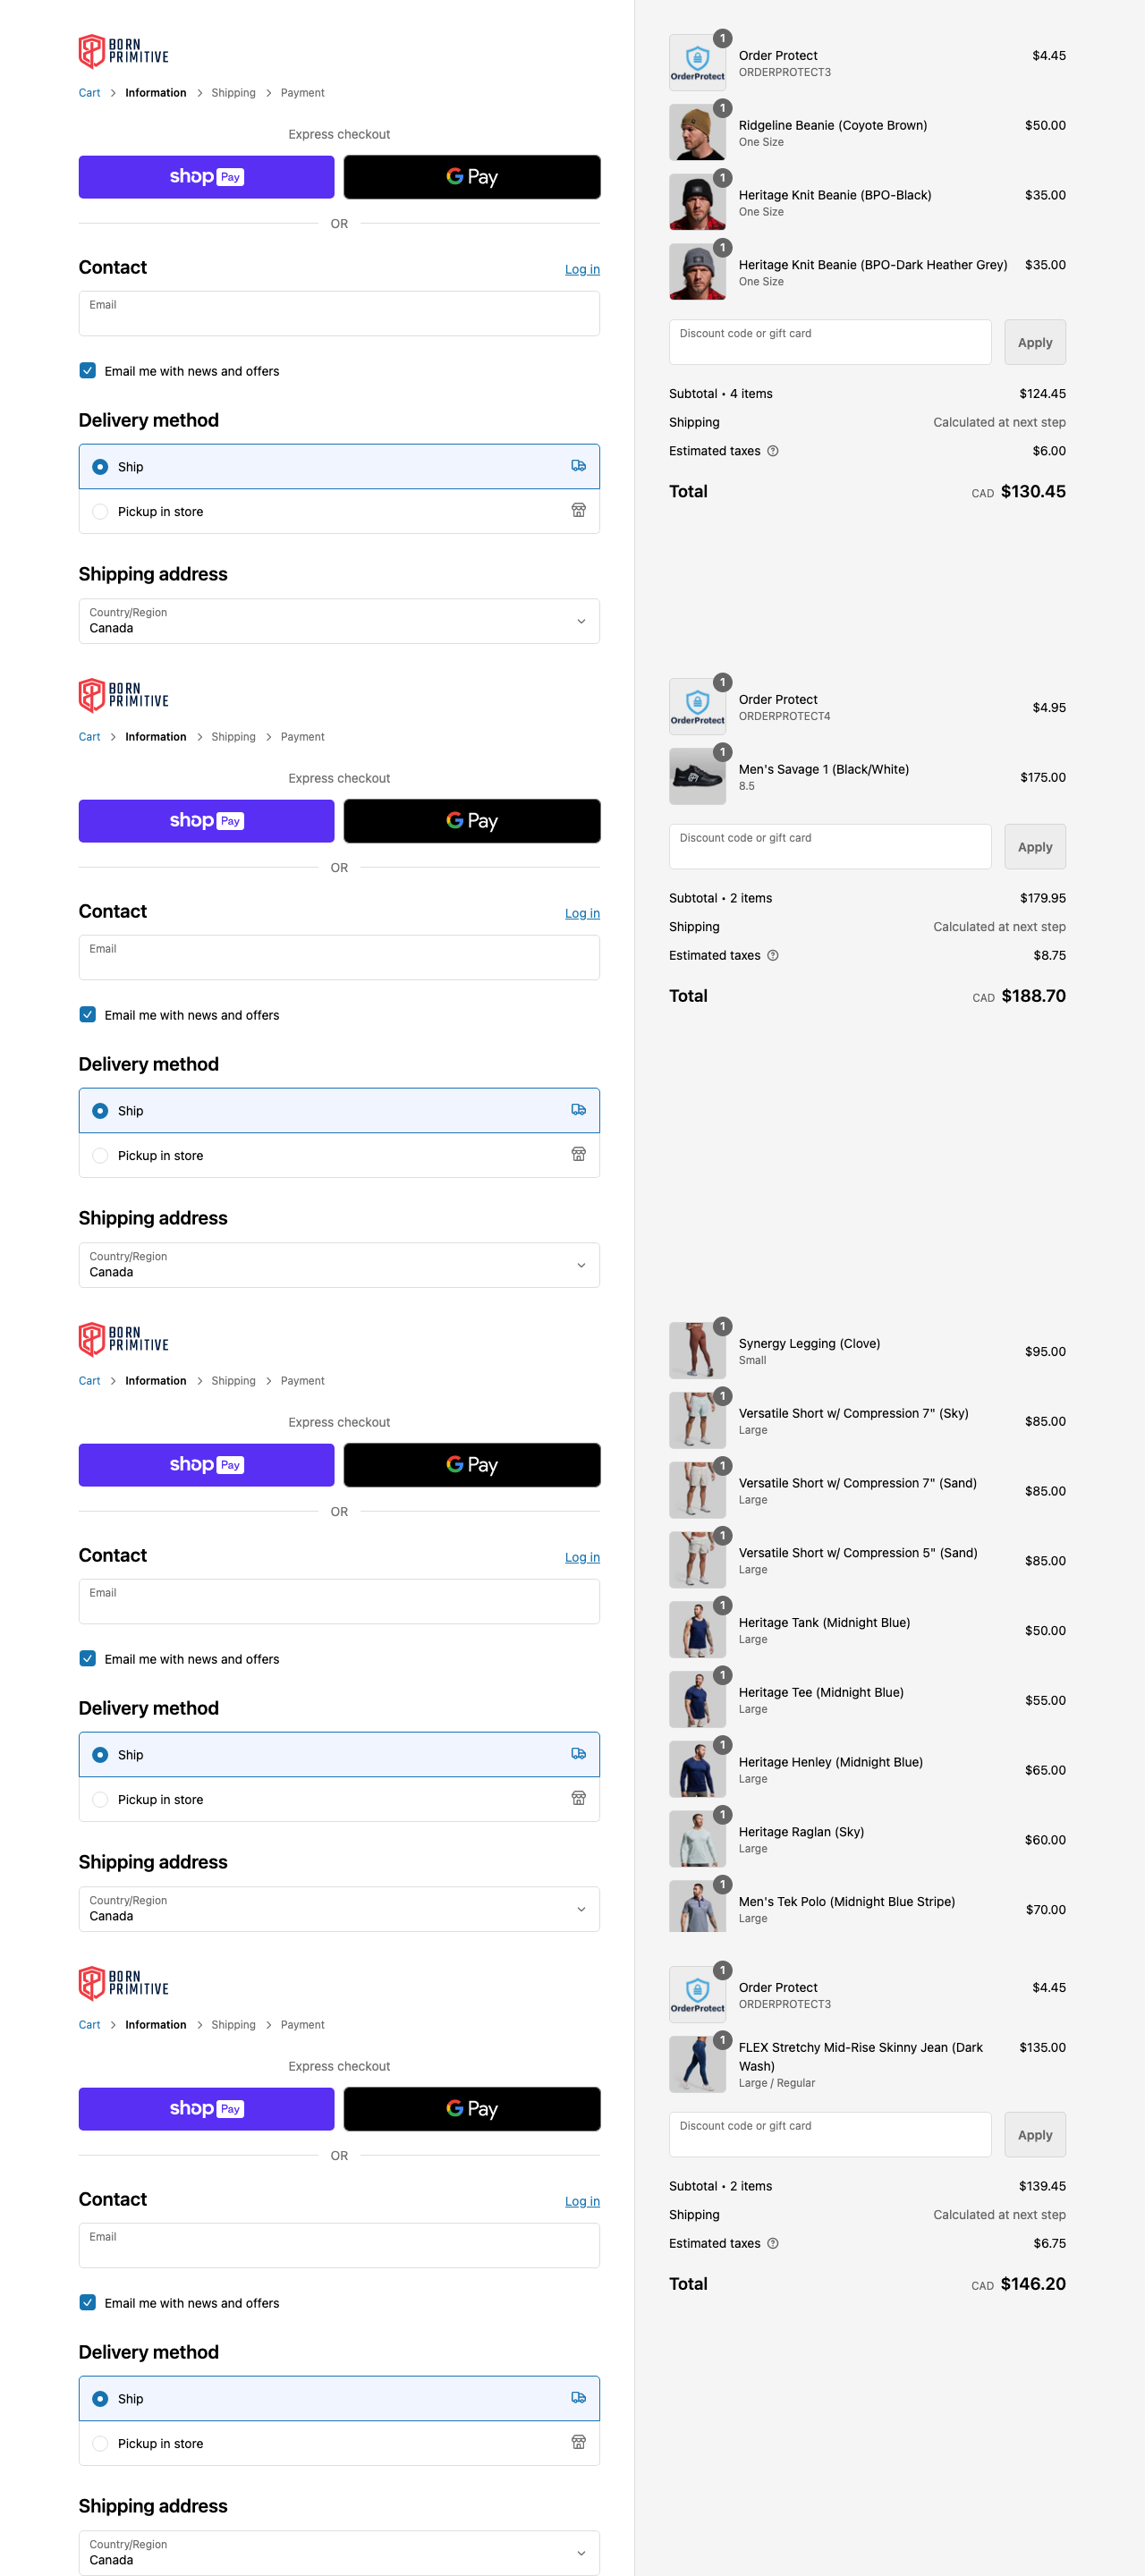 BORN
PRIMITIVE
Cart > Information > Shipping > Payment
Express checkout
shop Pay
G Pay
OR
Contact
Log in
Email
Email me with news and offers
Delivery method
Ship
Pickup in store
Shipping address
Country/Region
Canada
1
OrderProtect
Order Protect
ORDERPROTECT3
$4.45
1
Ridgeline Beanie (Coyote Brown)
One Size
$50.00
1
Heritage Knit Beanie (BPO-Black)
One Size
$35.00
1
Heritage Knit Beanie (BPO-Dark Heather Grey)
One Size
$35.00
Discount code or gift card
Apply
Subtotal • 4 items $124.45
Shipping Calculated at next step
Estimated taxes $6.00
Total CAD $130.45
BORN
PRIMITIVE
Cart > Information > Shipping > Payment
Express checkout
shop Pay
G Pay
OR
Contact
Log in
Email
Email me with news and offers
Delivery method
Ship
Pickup in store
Shipping address
Country/Region
Canada
1
OrderProtect
Order Protect
ORDERPROTECT4
$4.95
1
Men's Savage 1 (Black/White)
8.5
$175.00
Discount code or gift card
Apply
Subtotal • 2 items $179.95
Shipping Calculated at next step
Estimated taxes $8.75
Total CAD $188.70
BORN
PRIMITIVE
Cart > Information > Shipping > Payment
Express checkout
shop Pay
G Pay
OR
Contact
Log in
Email
Email me with news and offers
Delivery method
Ship
Pickup in store
Shipping address
Country/Region
Canada
1
Synergy Legging (Clove)
Small
$95.00
1
Versatile Short w/ Compression 7" (Sky)
Large
$85.00
1
Versatile Short w/ Compression 7" (Sand)
Large
$85.00
1
Versatile Short w/ Compression 5" (Sand)
Large
$85.00
1
Heritage Tank (Midnight Blue)
Large
$50.00
1
Heritage Tee (Midnight Blue)
Large
$55.00
1
Heritage Henley (Midnight Blue)
Large
$65.00
1
Heritage Raglan (Sky)
Large
$60.00
1
Men's Tek Polo (Midnight Blue Stripe)
Large
$70.00
BORN
PRIMITIVE
Cart > Information > Shipping > Payment
Express checkout
shop Pay
G Pay
OR
Contact
Log in
Email
Email me with news and offers
Delivery method
Ship
Pickup in store
Shipping address
Country/Region
Canada
1
OrderProtect
Order Protect
ORDERPROTECT3
$4.45
1
FLEX Stretchy Mid-Rise Skinny Jean (Dark
Wash)
Large / Regular
$135.00
Discount code or gift card
Apply
Subtotal • 2 items $139.45
Shipping Calculated at next step
Estimated taxes $6.75
Total CAD $146.20